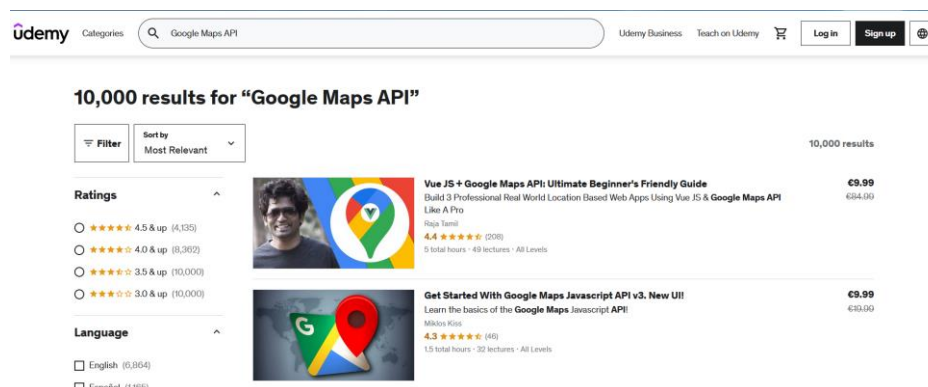 ûdemy Categories Google Maps API Udemy Business Teach on Udemy Log in Sign up
10,000 results for “Google Maps API”
Filter Sort by Most Relevant
10,000 results
Ratings
4.5 & up (4,135)
4.0 & up (8,362)
3.5 & up (10,000)
3.0 & up (10,000)
Language
English (6,864)
Español (1,165)
Vue JS + Google Maps API: Ultimate Beginner's Friendly Guide €9.99
Build 3 Professional Real World Location Based Web Apps Using Vue JS & Google Maps API €84.99
Like A Pro
Raja Tamil
4.4 (208)
5 total hours · 49 lectures · All Levels
Get Started With Google Maps Javascript API v3. New UI! €9.99
Learn the basics of the Google Maps Javascript API! €19.99
Miklos Kiss
4.3 (46)
1.5 total hours · 32 lectures · All Levels